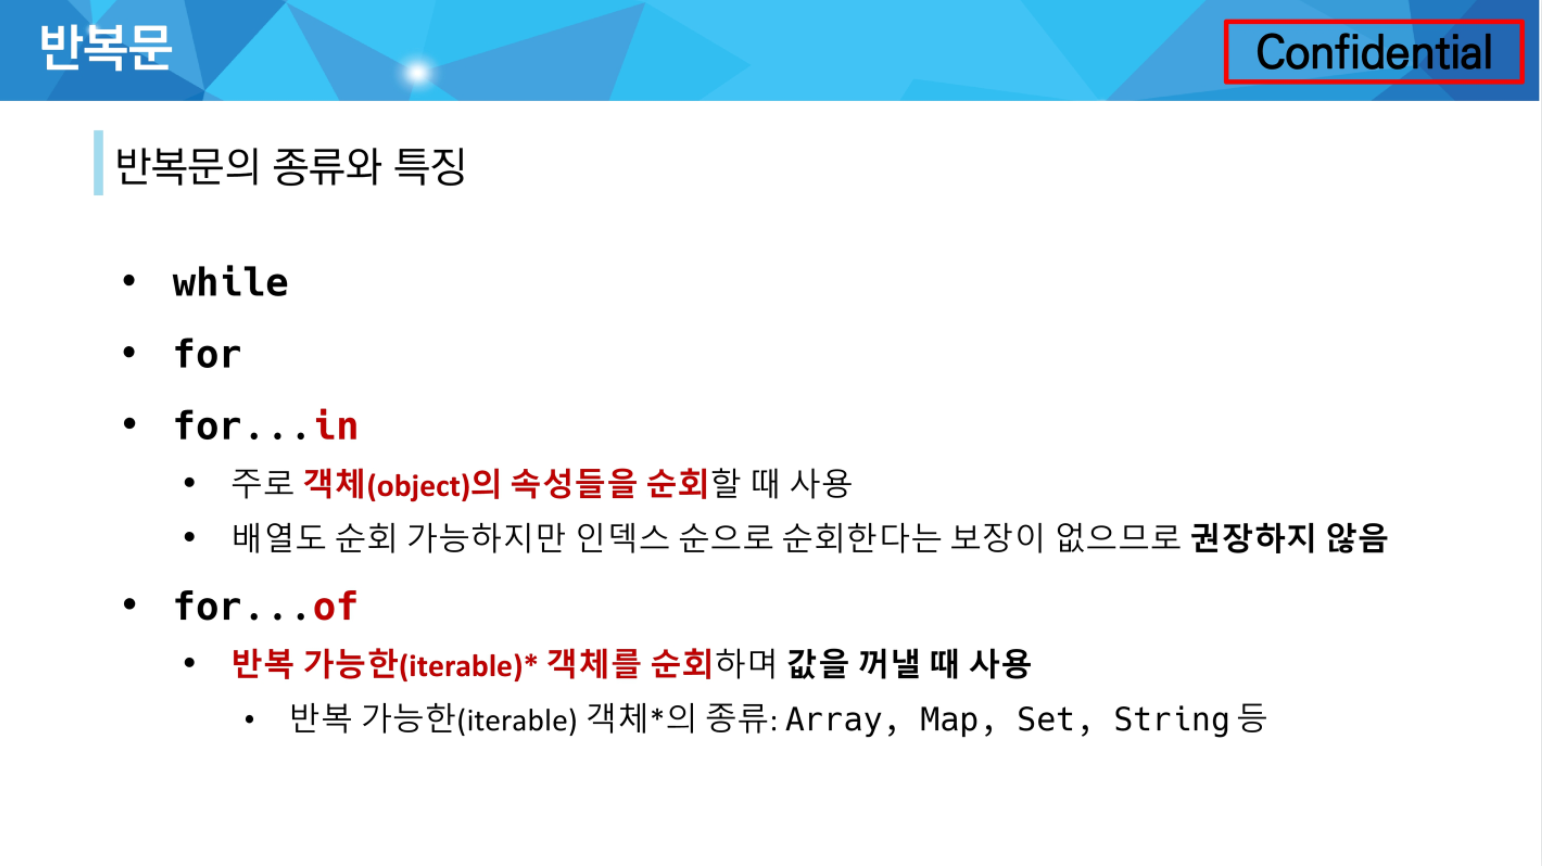 반복문
Confidential
반복문의 종류와 특징
• while
• for
• for...in
• 주로 객체(object)의 속성들을 순회할 때 사용
• 배열도 순회 가능하지만 인덱스 순으로 순회한다는 보장이 없으므로 권장하지 않음
• for...of
• 반복 가능한(iterable)* 객체를 순회하며 값을 꺼낼 때 사용
• 반복 가능한(iterable) 객체*의 종류: Array, Map, Set, String 등